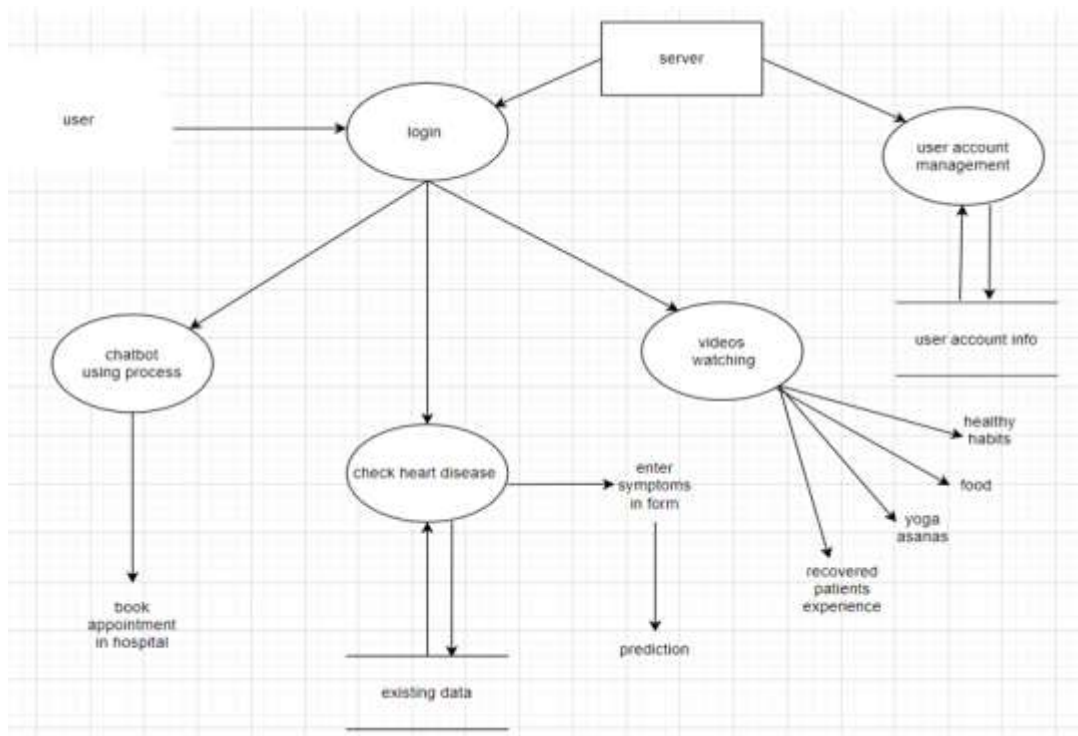 server
user
login
user account
management
user account info
chatbot
using process
videos
watching
healthy
habits
food
yoga
asanas
recovered
patients
experience
check heart disease
enter
symptoms
in form
prediction
book
appointment
in hospital
existing data